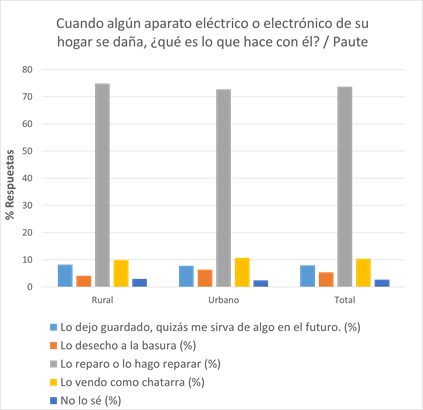 Cuando algún aparato eléctrico o electrónico de su
hogar se daña, ¿qué es lo que hace con él? / Paute
% Respuestas
80
70
60
50
40
30
20
10
0
Rural
Urbano
Total
Lo dejo guardado, quizás me sirva de algo en el futuro. (%)
Lo desecho a la basura (%)
Lo reparo o lo hago reparar (%)
Lo vendo como chatarra (%)
No lo sé (%)